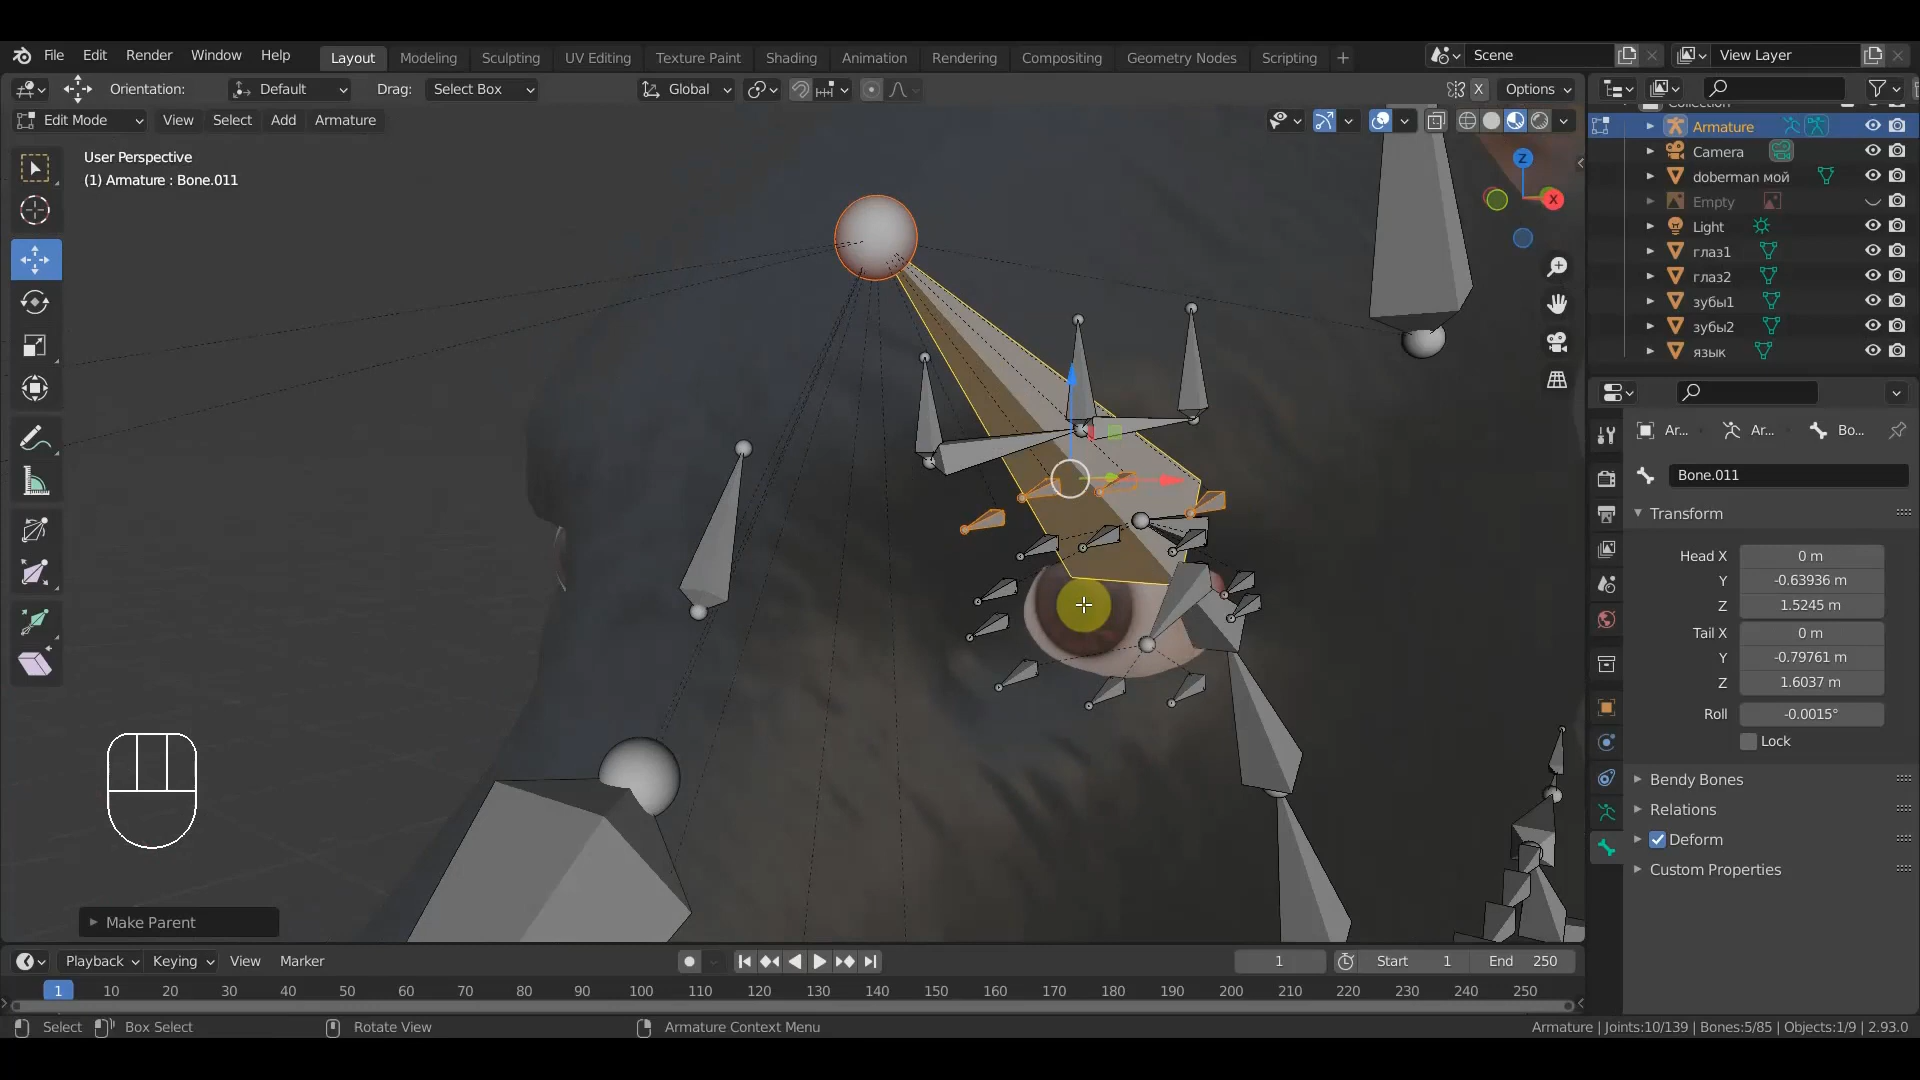 File Edit Render Window Help Layout Modeling Sculpting UV Editing Texture Paint Shading Animation Rendering Compositing Geometry Nodes Scripting + Scene View Layer
Orientation: Default Drag: Select Box Global X Options
Edit Mode View Select Add Armature
User Perspective
(1) Armature : Bone.011
Z
X
Make Parent
Armature
Camera
doberman мой
Empty
Light
глаз1
глаз2
зубы1
зубы2
язык
Ar... Ar... Bo...
Bone.011
Transform
Head X 0 m
Y -0.63936 m
Z 1.5245 m
Tail X 0 m
Y -0.79761 m
Z 1.6037 m
Roll -0.0015°
Lock
Bendy Bones
Relations
Deform
Custom Properties
Playback Keying View Marker 1 Start 1 End 250
1 10 20 30 40 50 60 70 80 90 100 110 120 130 140 150 160 170 180 190 200 210 220 230 240 250
Select Box Select Rotate View Armature Context Menu Armature | Joints:10/139 | Bones:5/85 | Objects:1/9 | 2.93.0